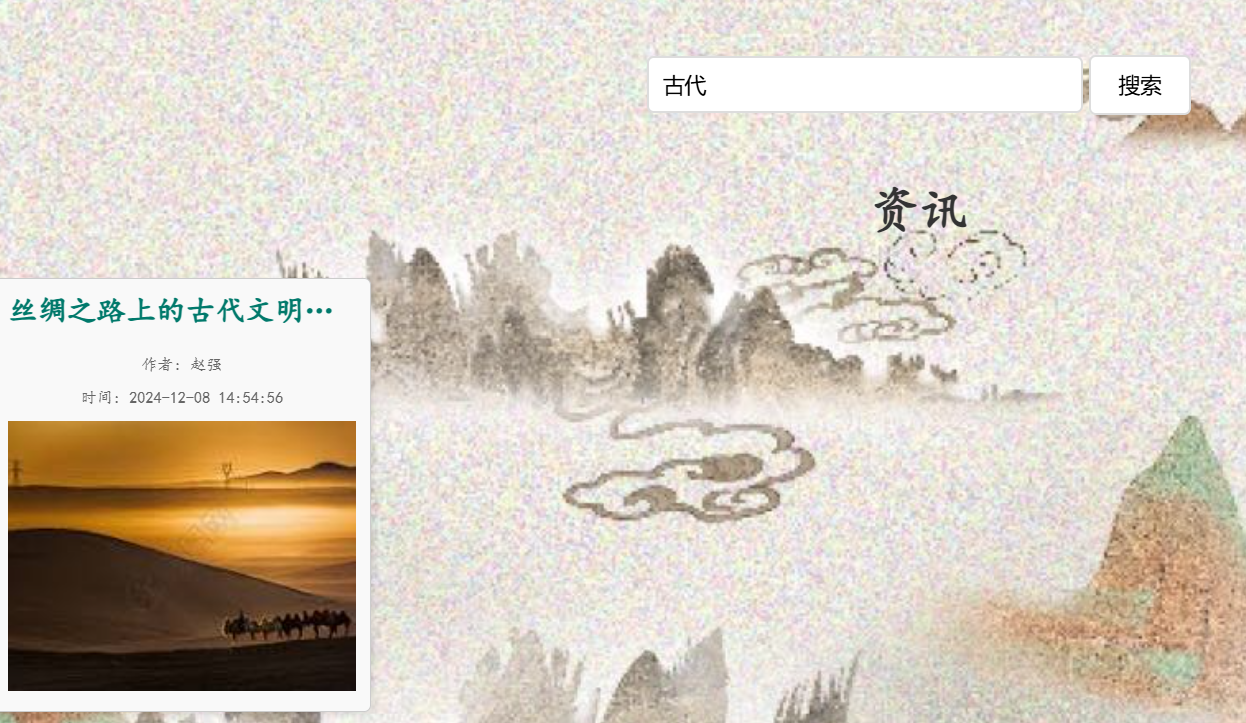 古代
搜索
资讯
丝绸之路上的古代文明…
作者: 赵强
时间: 2024-12-08 14:54:56